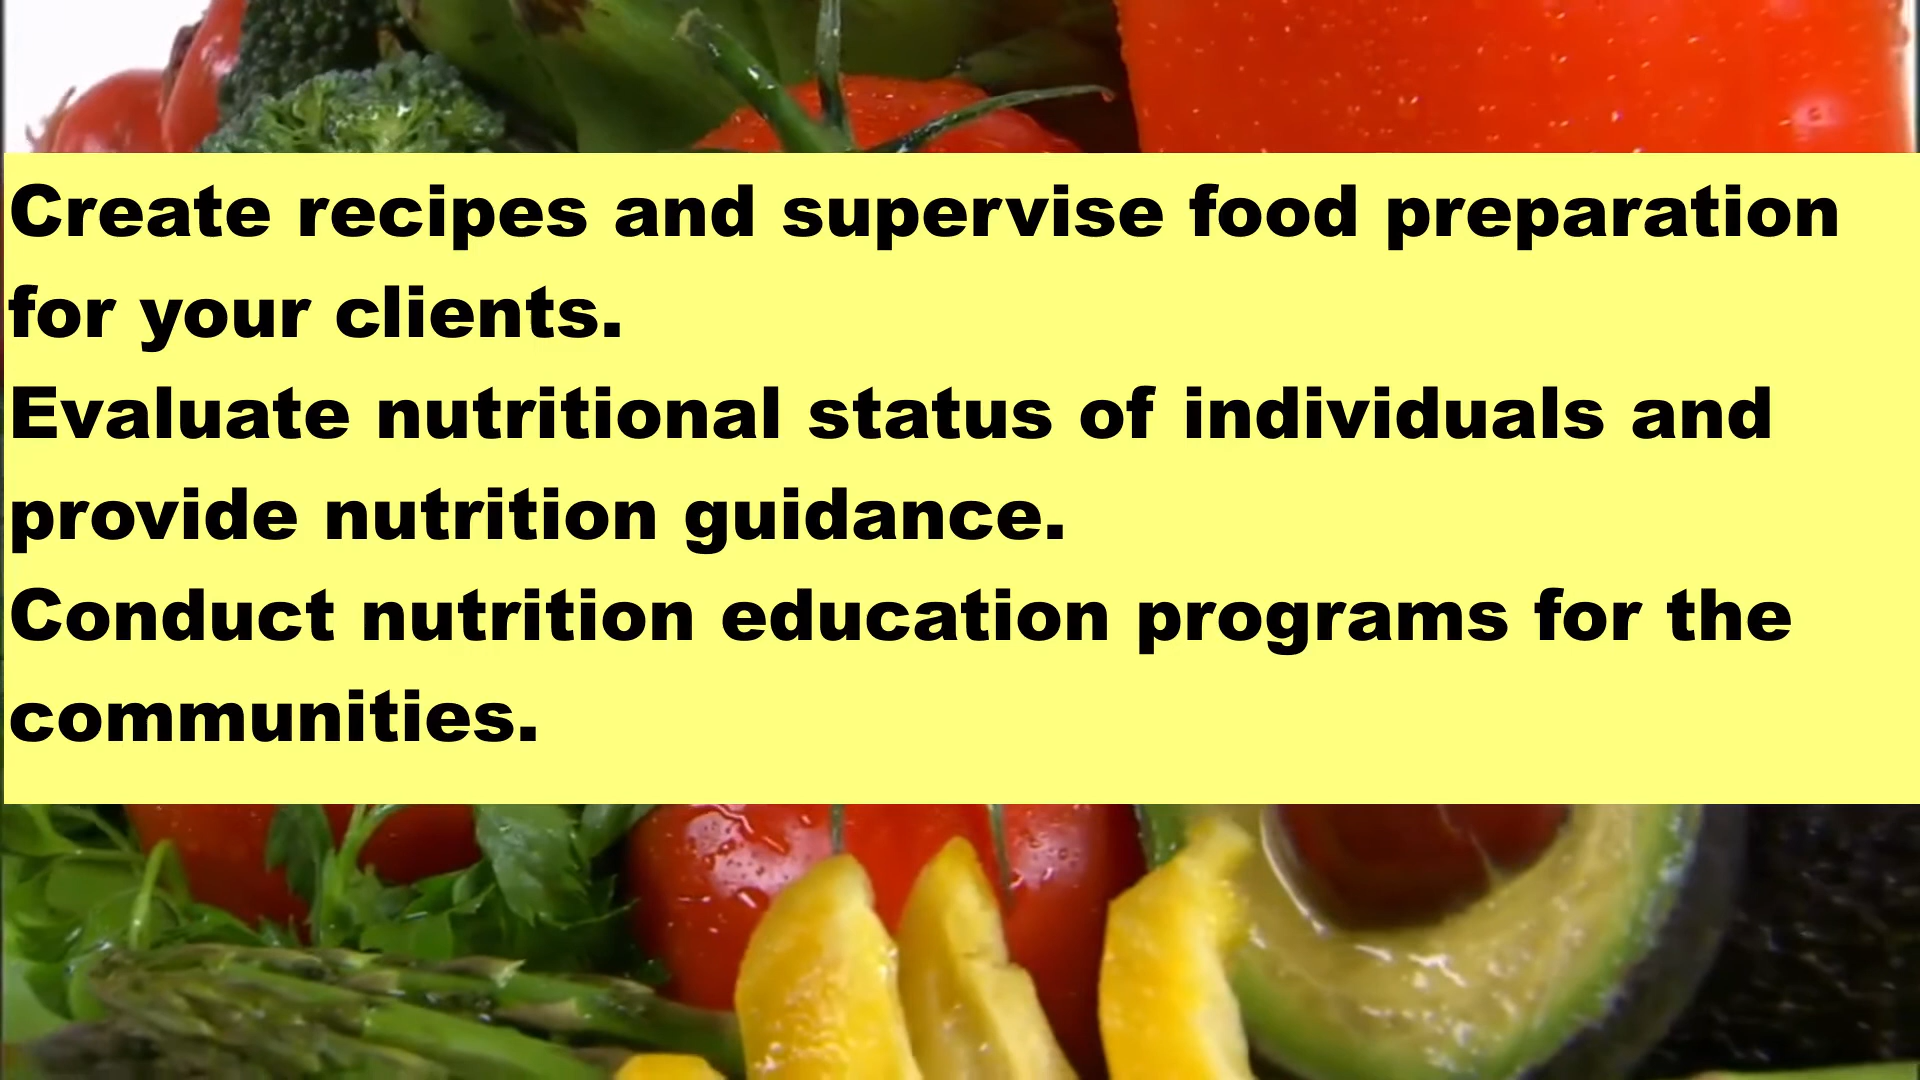 Create recipes and supervise food preparation
for your clients.
Evaluate nutritional status of individuals and
provide nutrition guidance.
Conduct nutrition education programs for the
communities.